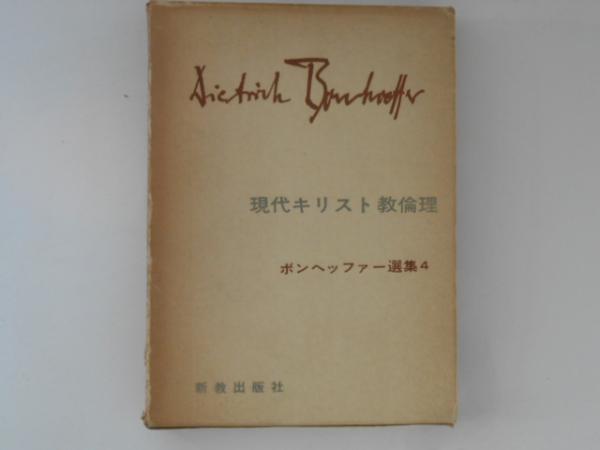 Dietrich Bonhoeffer
現代キリスト教倫理
ボンヘッファー選集4
新教出版社